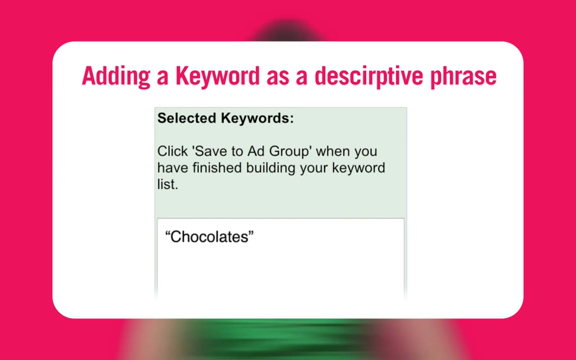 Adding a Keyword as a descirptive phrase
Selected Keywords:
Click 'Save to Ad Group' when you
have finished building your keyword
list.
“Chocolates”